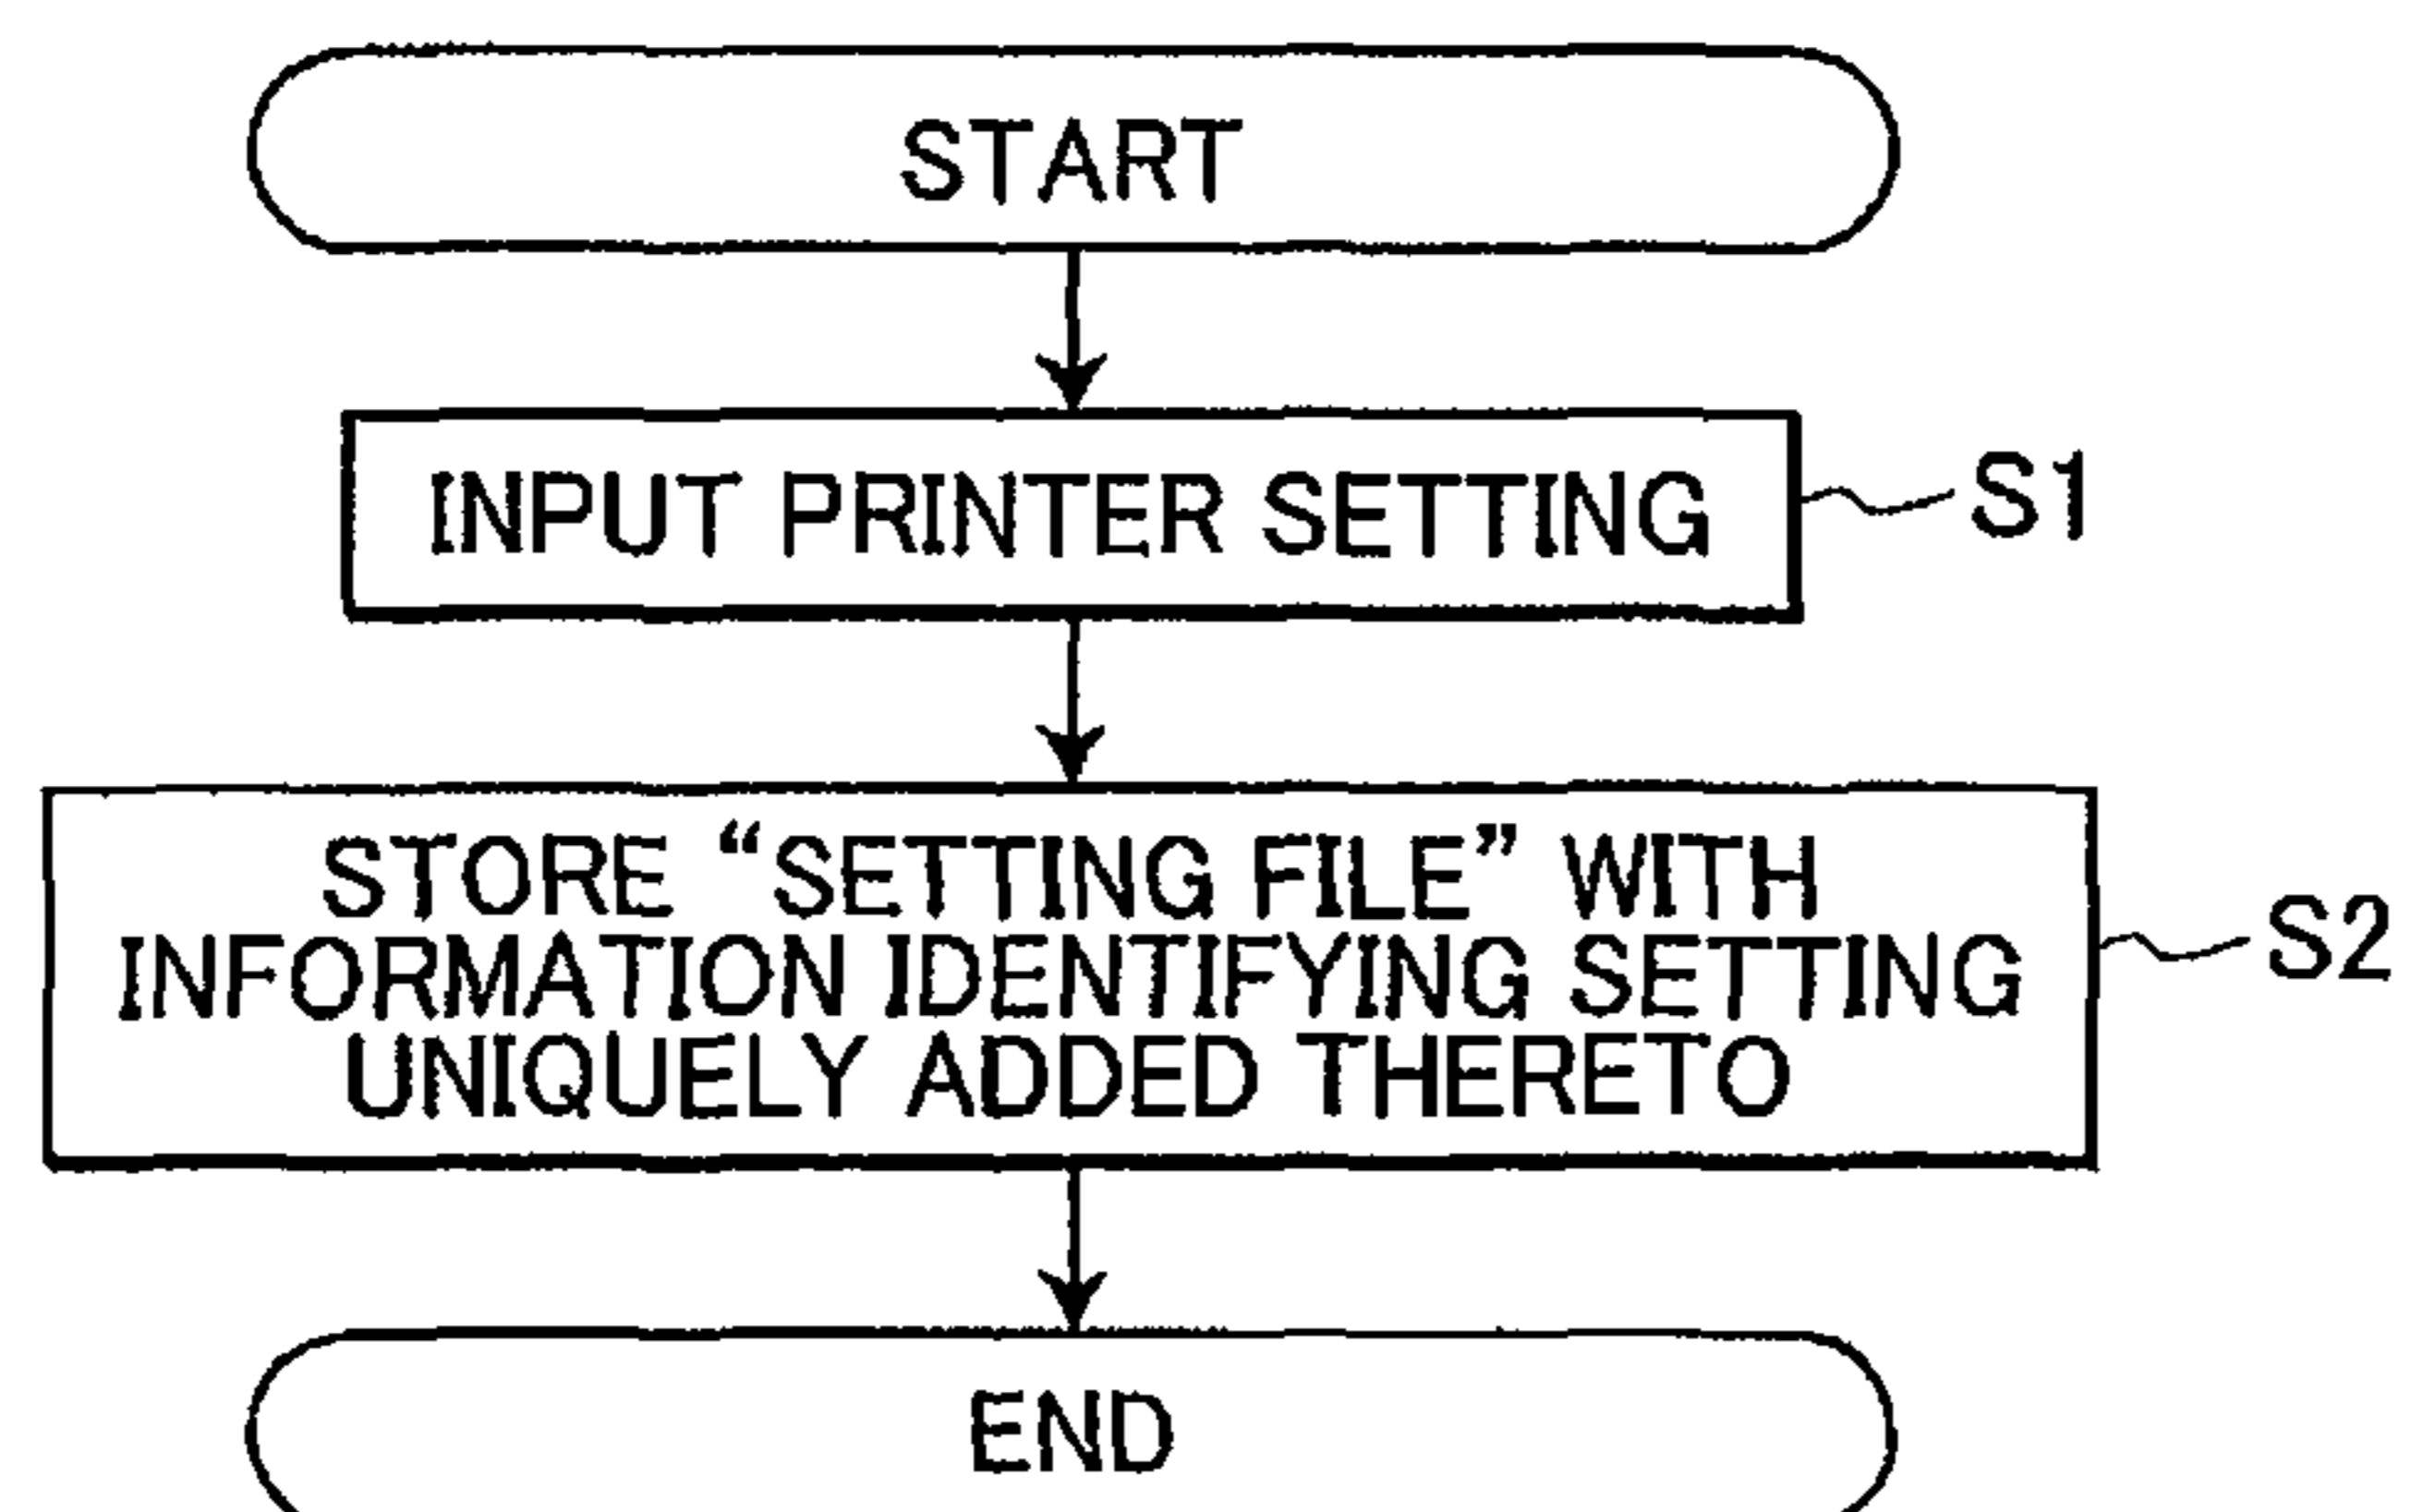 START
INPUT PRINTER SETTING
S1
STORE “SETTING FILE” WITH
INFORMATION IDENTIFYING SETTING
UNIQUELY ADDED THERETO
S2
END